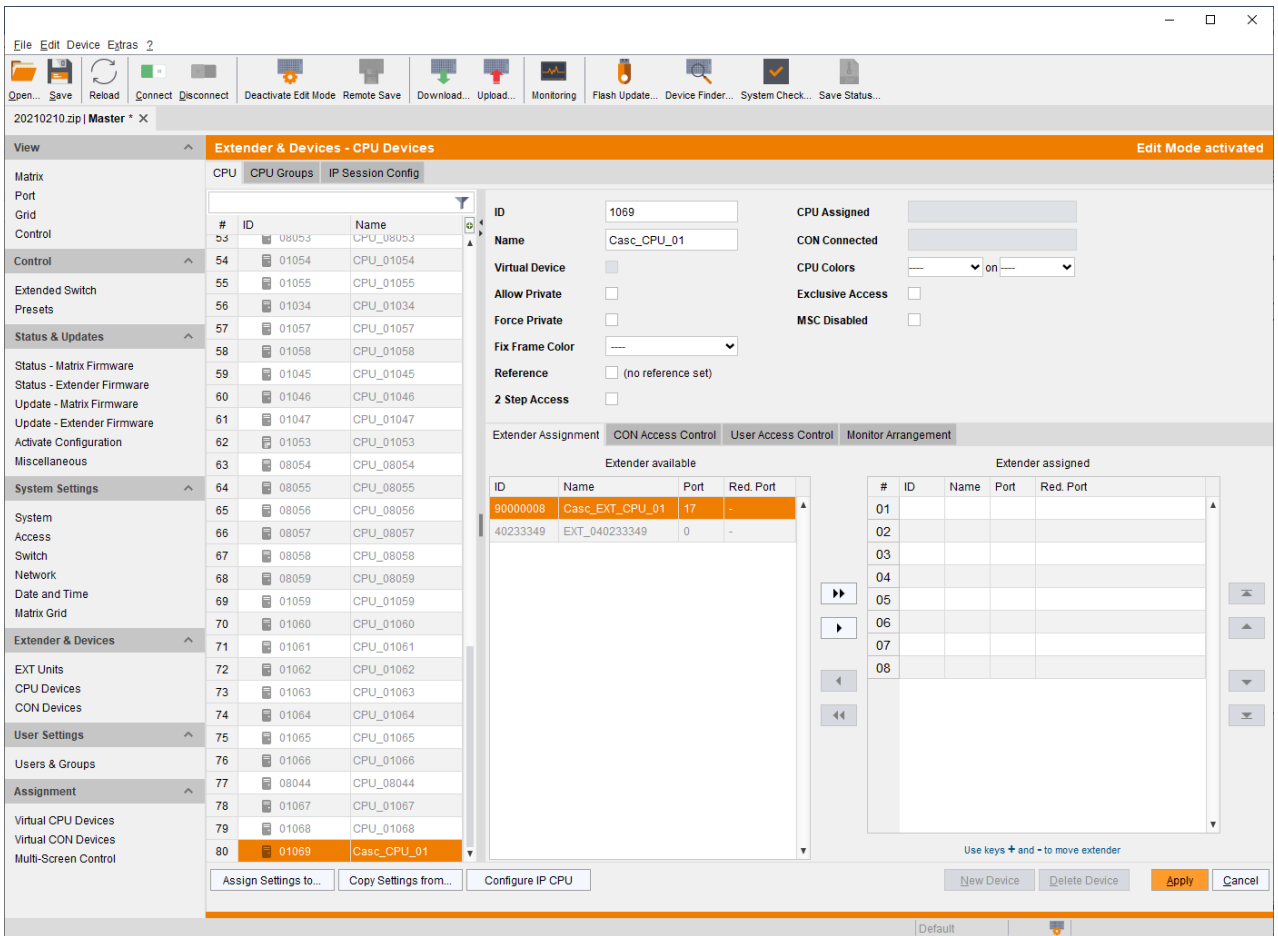 File Edit Device Extras ?
Open... Save Reload Connect Disconnect Deactivate Edit Mode Remote Save Download... Upload... Monitoring Flash Update... Device Finder... System Check... Save Status...
20210210.zip | Master *
View
Matrix
Port
Grid
Control
Control
Extended Switch
Presets
Status & Updates
Status - Matrix Firmware
Status - Extender Firmware
Update - Matrix Firmware
Update - Extender Firmware
Activate Configuration
Miscellaneous
System Settings
System
Access
Switch
Network
Date and Time
Matrix Grid
Extender & Devices
EXT Units
CPU Devices
CON Devices
User Settings
Users & Groups
Assignment
Virtual CPU Devices
Virtual CON Devices
Multi-Screen Control
Extender & Devices - CPU Devices Edit Mode activated
CPU CPU Groups IP Session Config
# ID Name
53 08053 CPU_08053
54 01054 CPU_01054
55 01055 CPU_01055
56 01034 CPU_01034
57 01057 CPU_01057
58 01058 CPU_01058
59 01045 CPU_01045
60 01046 CPU_01046
61 01047 CPU_01047
62 01053 CPU_01053
63 08054 CPU_08054
64 08055 CPU_08055
65 08056 CPU_08056
66 08057 CPU_08057
67 08058 CPU_08058
68 08059 CPU_08059
69 01059 CPU_01059
70 01060 CPU_01060
71 01061 CPU_01061
72 01062 CPU_01062
73 01063 CPU_01063
74 01064 CPU_01064
75 01065 CPU_01065
76 01066 CPU_01066
77 08044 CPU_08044
78 01067 CPU_01067
79 01068 CPU_01068
80 01069 Casc_CPU_01
ID 1069 CPU Assigned
Name Casc_CPU_01 CON Connected
Virtual Device CPU Colors ---- on ----
Allow Private Exclusive Access
Force Private MSC Disabled
Fix Frame Color ----
Reference (no reference set)
2 Step Access
Extender Assignment CON Access Control User Access Control Monitor Arrangement
Extender available
ID Name Port Red. Port
90000008 Casc_EXT_CPU_01 17 -
40233349 EXT_040233349 0 -
Extender assigned
# ID Name Port Red. Port
01
02
03
04
05
06
07
08
Use keys + and - to move extender
Assign Settings to... Copy Settings from... Configure IP CPU New Device Delete Device Apply Cancel
Default